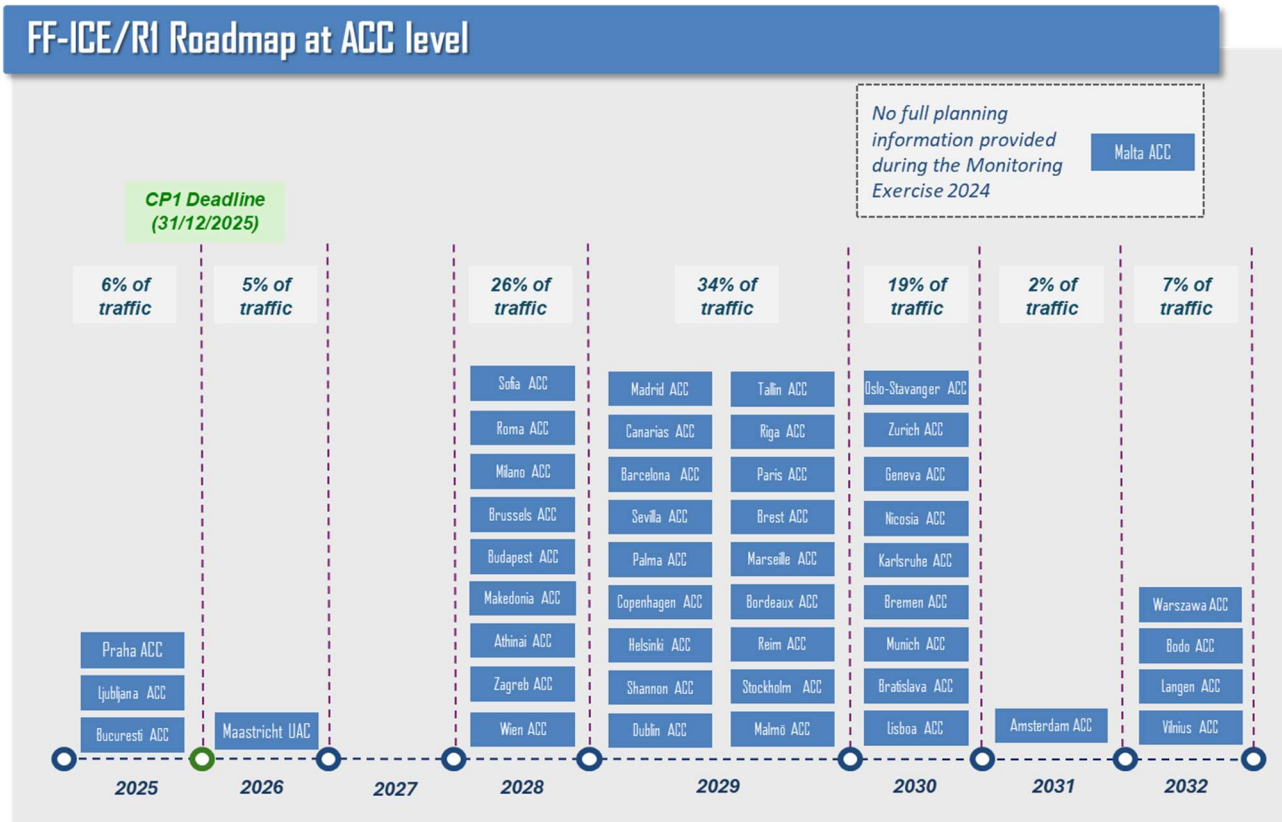 FF-ICE/R1 Roadmap at ACC level
No full planning
information provided
during the Monitoring
Exercise 2024
Malta ACC
CP1 Deadline
(31/12/2025)
6% of
traffic
5% of
traffic
26% of
traffic
34% of
traffic
19% of
traffic
2% of
traffic
7% of
traffic
Praha ACC
Ljubljana ACC
Bucuresti ACC
Maastricht UAC
Sofia ACC
Roma ACC
Milano ACC
Brussels ACC
Budapest ACC
Makedonia ACC
Athinai ACC
Zagreb ACC
Wien ACC
Madrid ACC
Canarias ACC
Barcelona ACC
Sevilla ACC
Palma ACC
Copenhagen ACC
Helsinki ACC
Shannon ACC
Dublin ACC
Tallin ACC
Riga ACC
Paris ACC
Brest ACC
Marseille ACC
Bordeaux ACC
Reim ACC
Stockholm ACC
Malmö ACC
Oslo-Stavanger ACC
Zurich ACC
Geneva ACC
Nicosia ACC
Karlsruhe ACC
Bremen ACC
Munich ACC
Bratislava ACC
Lisboa ACC
Amsterdam ACC
Warszawa ACC
Bodo ACC
Langen ACC
Vilnius ACC
2025
2026
2027
2028
2029
2030
2031
2032